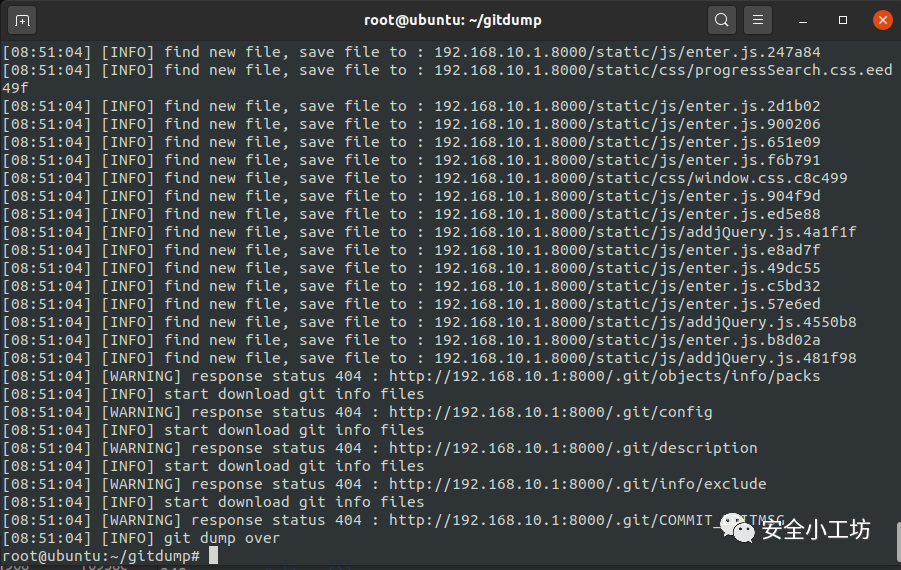 root@ubuntu: ~/gitdump
[08:51:04] [INFO] find new file, save file to : 192.168.10.1.8000/static/js/enter.js.247a84
[08:51:04] [INFO] find new file, save file to : 192.168.10.1.8000/static/css/progressSearch.css.eed
49f
[08:51:04] [INFO] find new file, save file to : 192.168.10.1.8000/static/js/enter.js.2d1b02
[08:51:04] [INFO] find new file, save file to : 192.168.10.1.8000/static/js/enter.js.900206
[08:51:04] [INFO] find new file, save file to : 192.168.10.1.8000/static/js/enter.js.651e09
[08:51:04] [INFO] find new file, save file to : 192.168.10.1.8000/static/js/enter.js.f6b791
[08:51:04] [INFO] find new file, save file to : 192.168.10.1.8000/static/css/window.css.c8c499
[08:51:04] [INFO] find new file, save file to : 192.168.10.1.8000/static/js/enter.js.904f9d
[08:51:04] [INFO] find new file, save file to : 192.168.10.1.8000/static/js/enter.js.ed5e88
[08:51:04] [INFO] find new file, save file to : 192.168.10.1.8000/static/js/addjQuery.js.4a1f1f
[08:51:04] [INFO] find new file, save file to : 192.168.10.1.8000/static/js/enter.js.e8ad7f
[08:51:04] [INFO] find new file, save file to : 192.168.10.1.8000/static/js/enter.js.49dc55
[08:51:04] [INFO] find new file, save file to : 192.168.10.1.8000/static/js/enter.js.c5bd32
[08:51:04] [INFO] find new file, save file to : 192.168.10.1.8000/static/js/enter.js.57e6ed
[08:51:04] [INFO] find new file, save file to : 192.168.10.1.8000/static/js/addjQuery.js.4550b8
[08:51:04] [INFO] find new file, save file to : 192.168.10.1.8000/static/js/enter.js.b8d02a
[08:51:04] [INFO] find new file, save file to : 192.168.10.1.8000/static/js/addjQuery.js.481f98
[08:51:04] [WARNING] response status 404 : http://192.168.10.1:8000/.git/objects/info/packs
[08:51:04] [INFO] start download git info files
[08:51:04] [WARNING] response status 404 : http://192.168.10.1:8000/.git/config
[08:51:04] [INFO] start download git info files
[08:51:04] [WARNING] response status 404 : http://192.168.10.1:8000/.git/description
[08:51:04] [INFO] start download git info files
[08:51:04] [WARNING] response status 404 : http://192.168.10.1:8000/.git/info/exclude
[08:51:04] [INFO] start download git info files
[08:51:04] [WARNING] response status 404 : http://192.168.10.1:8000/.git/COMMIT_EDITMSG
安全小工坊
[08:51:04] [INFO] git dump over
root@ubuntu:~/gitdump#